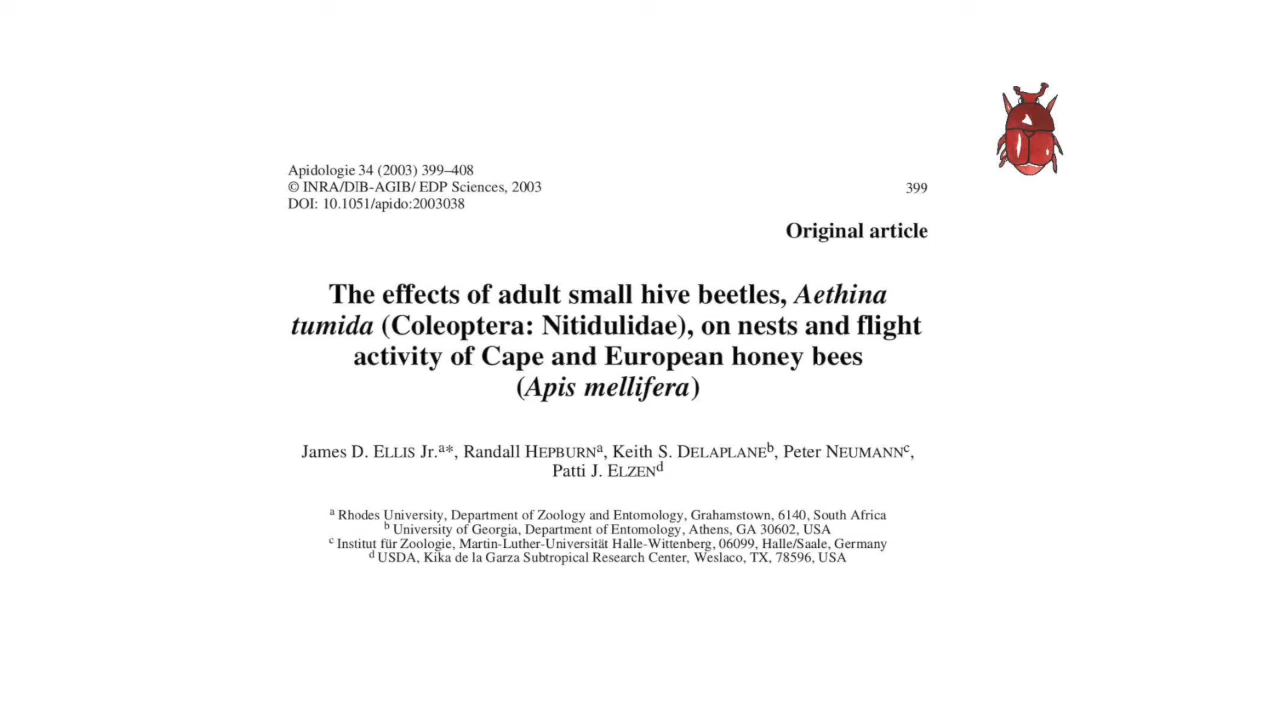 Apidologie 34 (2003) 399–408
© INRA/DIB-AGIB/ EDP Sciences, 2003
399
DOI: 10.1051/apido:2003038
Original article
The effects of adult small hive beetles, Aethina
tumida (Coleoptera: Nitidulidae), on nests and flight
activity of Cape and European honey bees
(Apis mellifera)
James D. ELLIS Jr.ª*, Randall HEPBURNª, Keith S. DELAPLANEᵇ, Peter NEUMANNᶜ,
Patti J. ELZENᵈ
ª Rhodes University, Department of Zoology and Entomology, Grahamstown, 6140, South Africa
ᵇ University of Georgia, Department of Entomology, Athens, GA 30602, USA
ᶜ Institut für Zoologie, Martin-Luther-Universität Halle-Wittenberg, 06099, Halle/Saale, Germany
ᵈ USDA, Kika de la Garza Subtropical Research Center, Weslaco, TX, 78596, USA